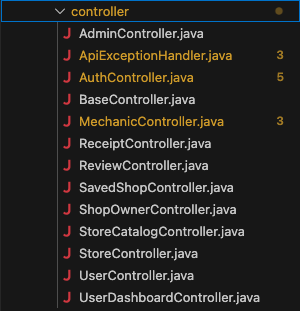 controller
J AdminController.java
J ApiExceptionHandler.java 3
J AuthController.java 5
J BaseController.java
J MechanicController.java 3
J ReceiptController.java
J ReviewController.java
J SavedShopController.java
J ShopOwnerController.java
J StoreCatalogController.java
J StoreController.java
J UserController.java
J UserDashboardController.java